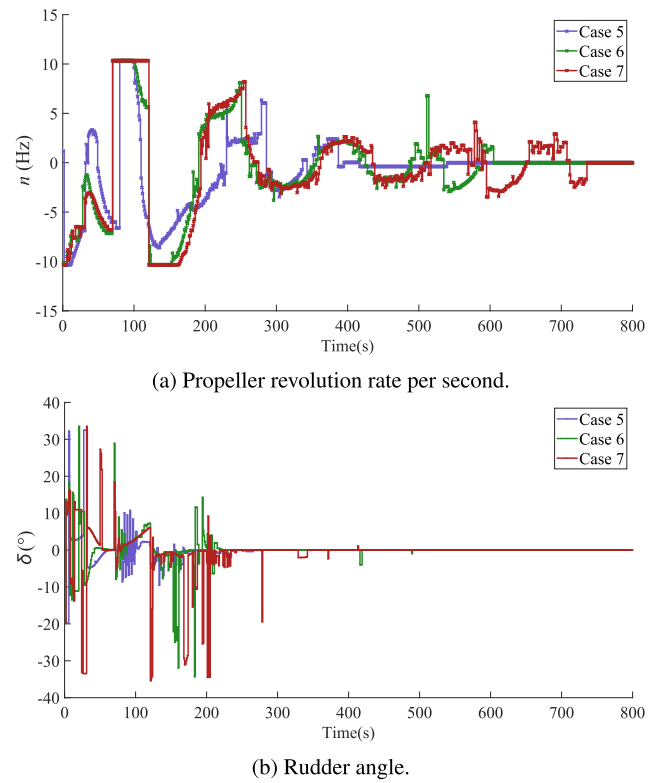 15
10
5
0
-5
-10
-15
n (Hz)
Case 5
Case 6
Case 7
0 100 200 300 400 500 600 700 800
Time(s)
(a) Propeller revolution rate per second.
40
30
20
10
0
-10
-20
-30
-40
δ(°)
Case 5
Case 6
Case 7
0 100 200 300 400 500 600 700 800
Time(s)
(b) Rudder angle.